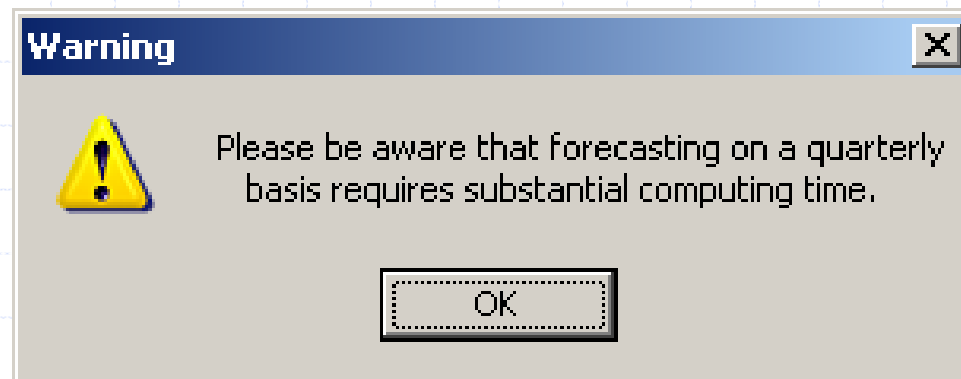 Warning
Please be aware that forecasting on a quarterly
basis requires substantial computing time.
OK